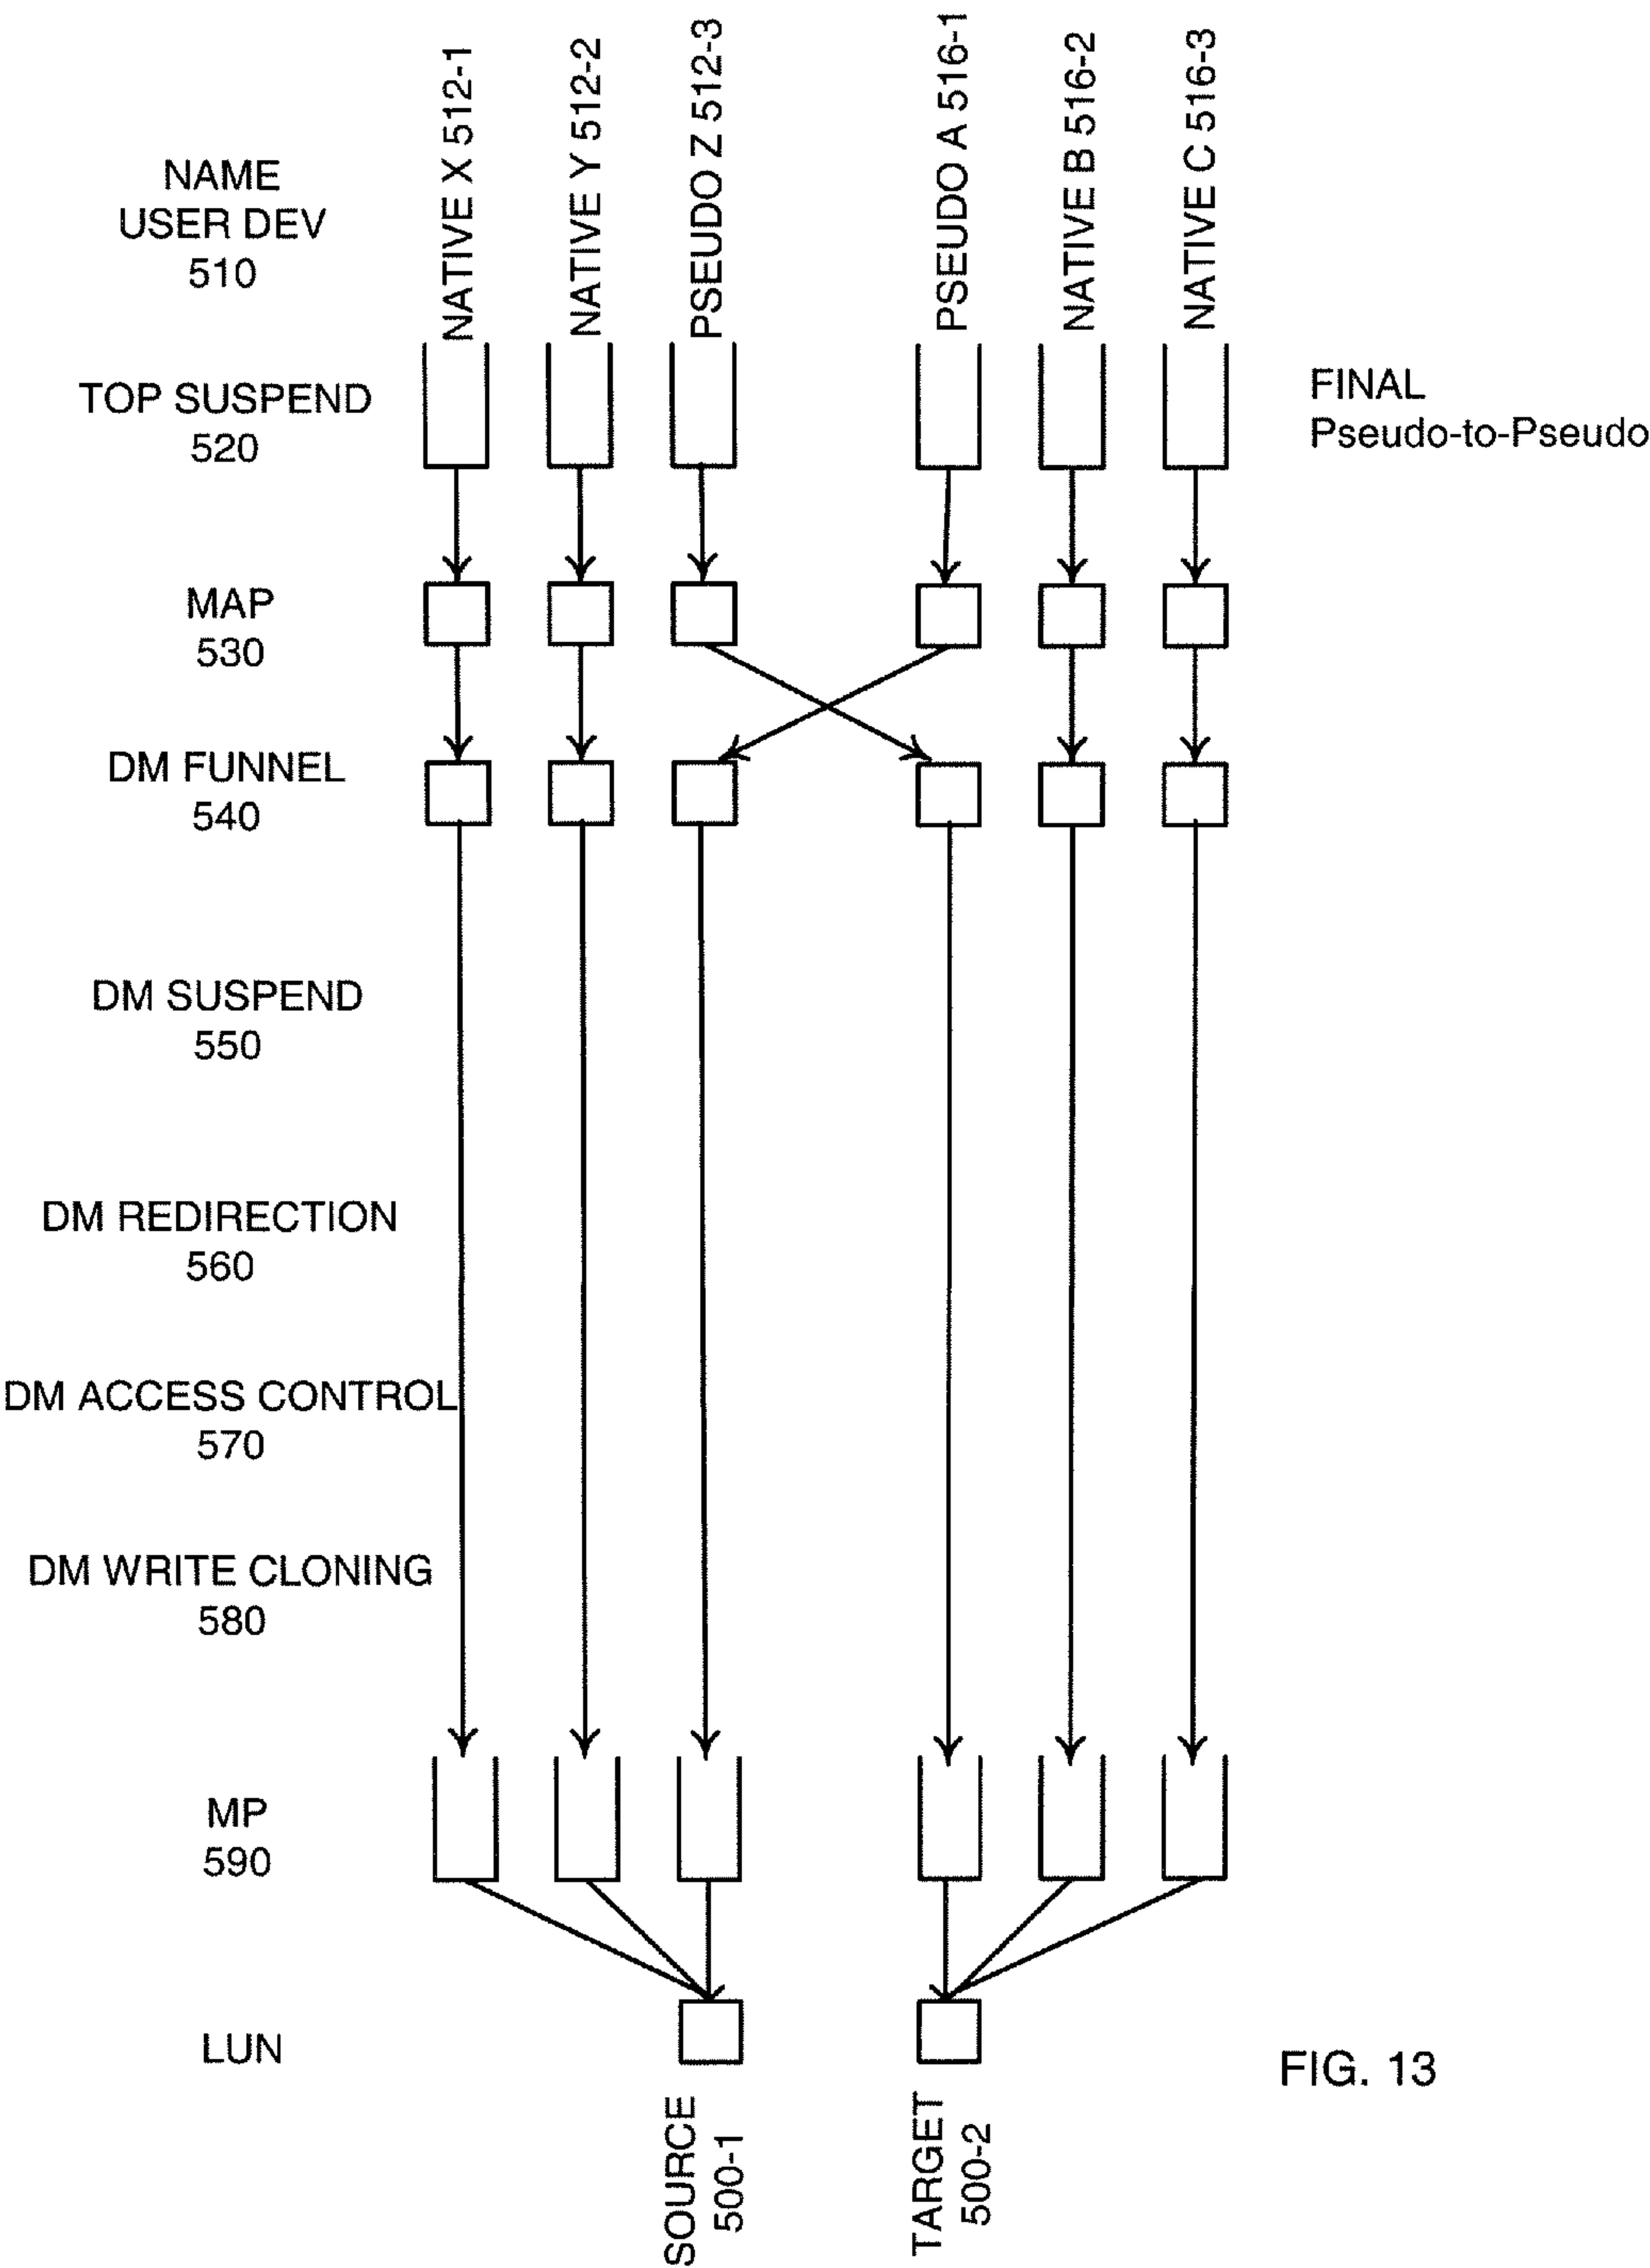 NATIVE X 512-1
NATIVE Y 512-2
PSEUDO Z 512-3
PSEUDO A 516-1
NATIVE B 516-2
NATIVE C 516-3
NAME
USER DEV
510
TOP SUSPEND
520
FINAL
Pseudo-to-Pseudo
MAP
530
DM FUNNEL
540
DM SUSPEND
550
DM REDIRECTION
560
DM ACCESS CONTROL
570
DM WRITE CLONING
580
MP
590
LUN
SOURCE
500-1
TARGET
500-2
FIG. 13